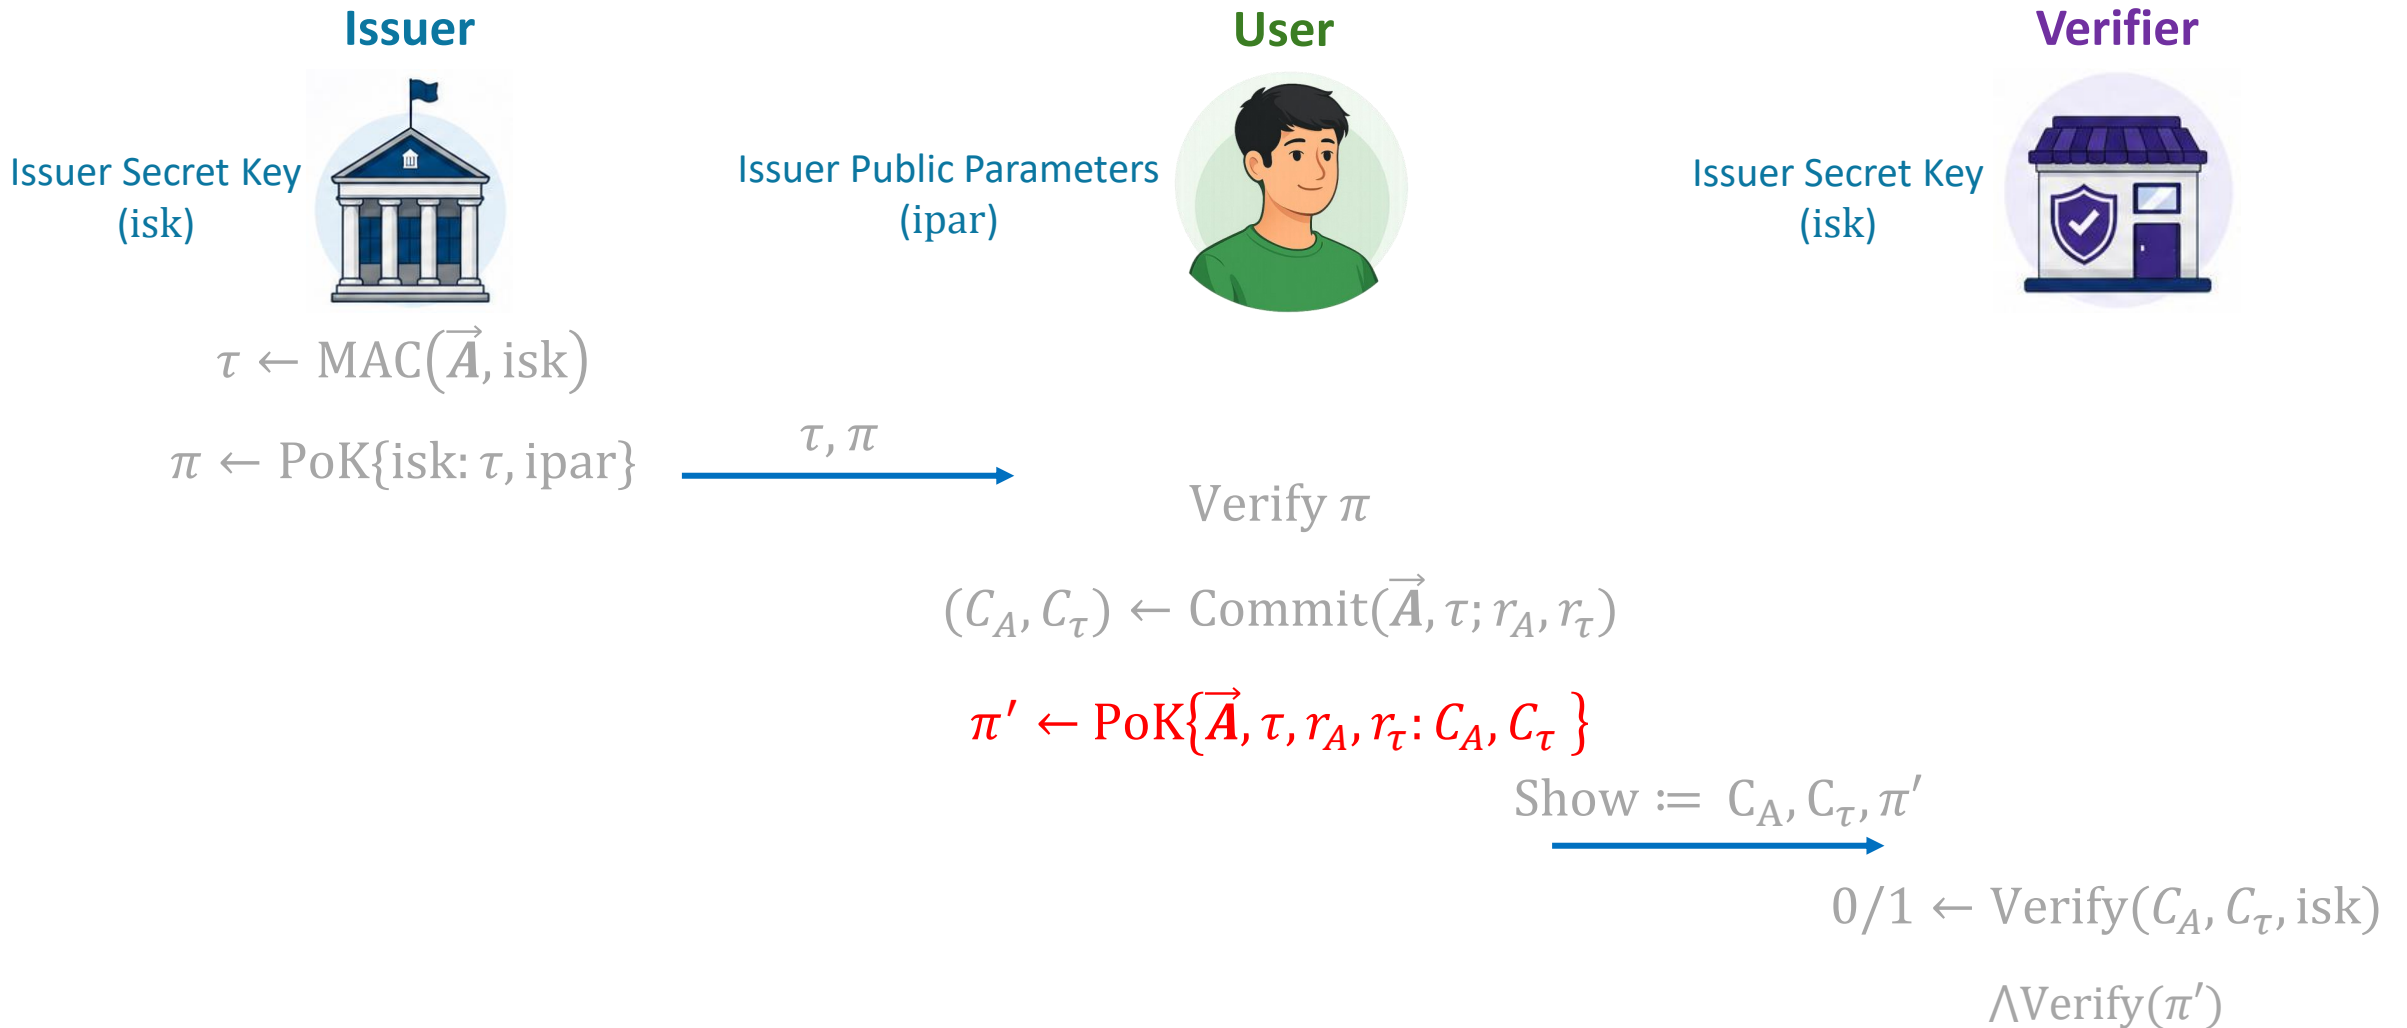 Issuer
User
Verifier
Issuer Secret Key
(isk)
Issuer Public Parameters
(ipar)
Issuer Secret Key
(isk)
τ ← MAC(A⃗, isk)
π ← PoK{isk: τ, ipar}
τ, π
Verify π
(C_A, C_τ) ← Commit(A⃗, τ; r_A, r_τ)
π′ ← PoK{A⃗, τ, r_A, r_τ: C_A, C_τ }
Show ≔ C_A, C_τ, π′
0/1 ← Verify(C_A, C_τ, isk)
⋀Verify(π′)